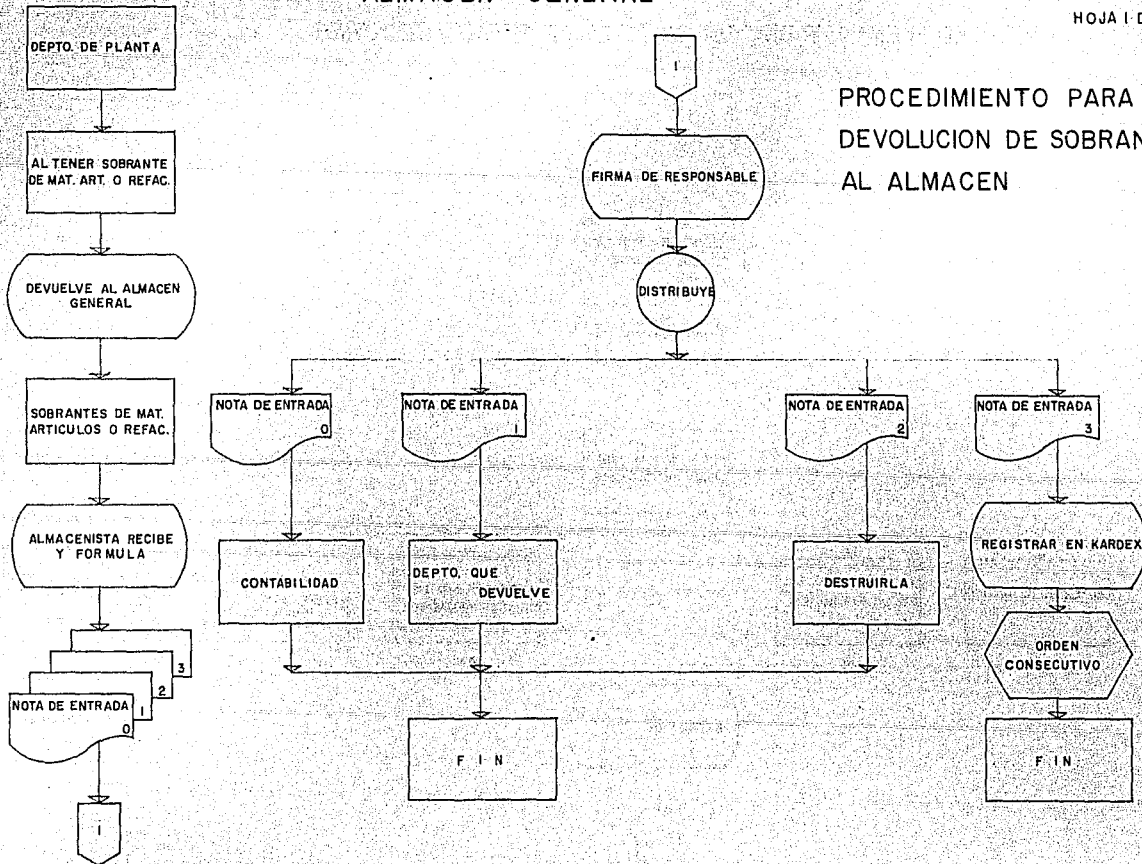 HOJA 1 D
PROCEDIMIENTO PARA
DEVOLUCION DE SOBRAN
AL ALMACEN
DEPTO. DE PLANTA
AL TENER SOBRANTE
DE MAT. ART. O REFAC.
DEVUELVE AL ALMACEN
GENERAL
SOBRANTES DE MAT.
ARTICULOS O REFAC.
ALMACENISTA RECIBE
Y FORMULA
3
2
1
NOTA DE ENTRADA
0
1
1
FIRMA DE RESPONSABLE
DISTRIBUYE
NOTA DE ENTRADA
0
NOTA DE ENTRADA
1
NOTA DE ENTRADA
2
NOTA DE ENTRADA
3
CONTABILIDAD
DEPTO. QUE
DEVUELVE
DESTRUIRLA
REGISTRAR EN KARDEX
ORDEN
CONSECUTIVO
F I N
F I N